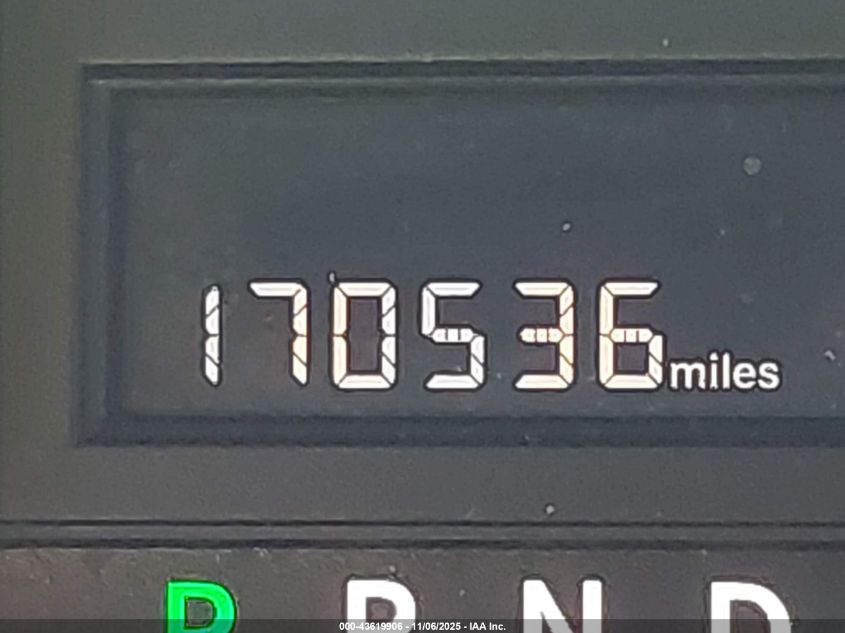 170536 miles
P R N D
000-43619906 - 11/06/2025 - IAA Inc.